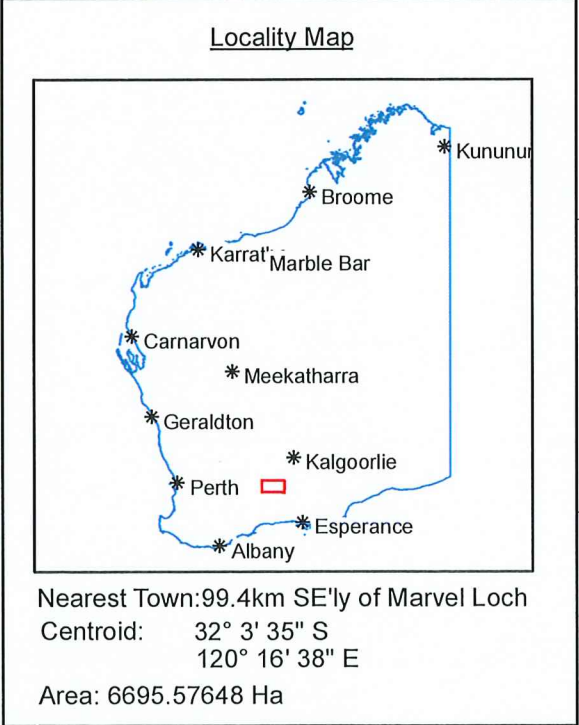 Locality Map
Kununur
Broome
Karrat'
Marble Bar
Carnarvon
Meekatharra
Geraldton
Kalgoorlie
Perth
Esperance
Albany
Nearest Town:99.4km SE'ly of Marvel Loch
Centroid: 32° 3' 35" S
120° 16' 38" E
Area: 6695.57648 Ha